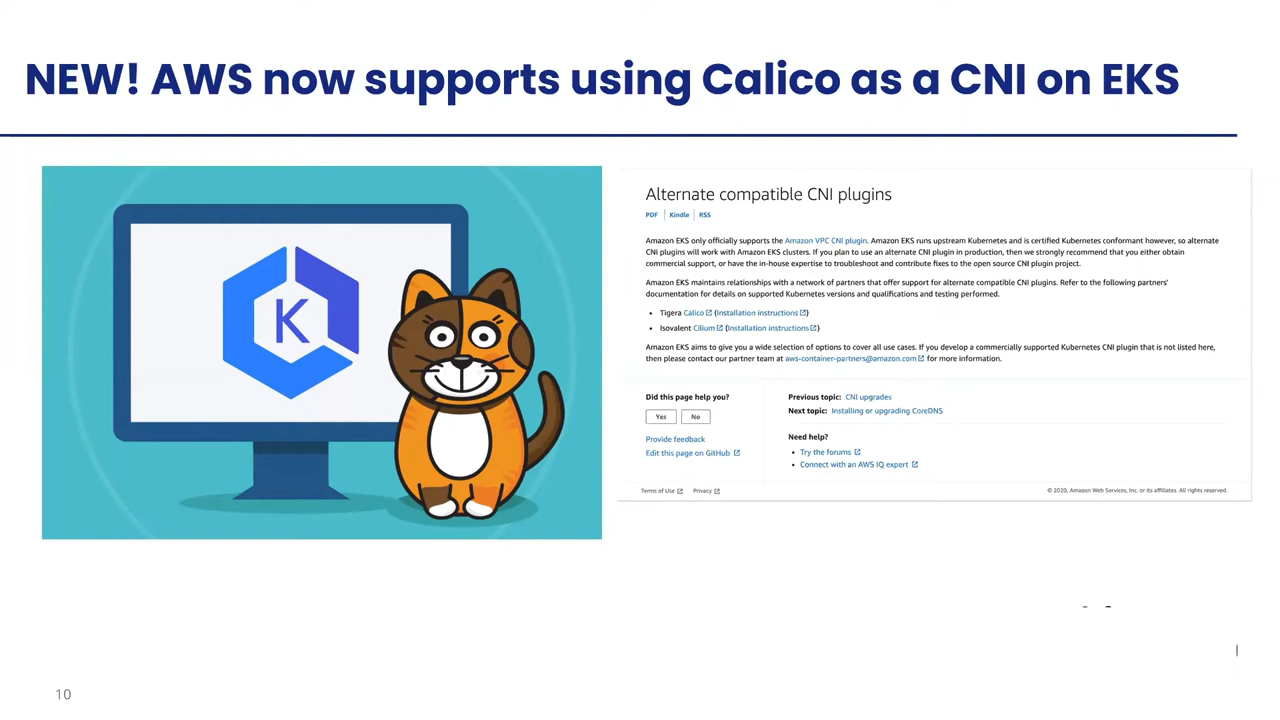 NEW! AWS now supports using Calico as a CNI on EKS
K
Alternate compatible CNI plugins
PDF | Kindle | RSS
Amazon EKS only officially supports the Amazon VPC CNI plugin. Amazon EKS runs upstream Kubernetes and is certified Kubernetes conformant however, so alternate
CNI plugins will work with Amazon EKS clusters. If you plan to use an alternate CNI plugin in production, then we strongly recommend that you either obtain
commercial support, or have the in-house expertise to troubleshoot and contribute fixes to the open source CNI plugin project.
Amazon EKS maintains relationships with a network of partners that offer support for alternate compatible CNI plugins. Refer to the following partners'
documentation for details on supported Kubernetes versions and qualifications and testing performed.
• Tigera Calico (Installation instructions)
• Isovalent Cilium (Installation instructions)
Amazon EKS aims to give you a wide selection of options to cover all use cases. If you develop a commercially supported Kubernetes CNI plugin that is not listed here,
then please contact our partner team at aws-container-partners@amazon.com for more information.
Did this page help you?
Yes No
Provide feedback
Edit this page on GitHub
Previous topic: CNI upgrades
Next topic: Installing or upgrading CoreDNS
Need help?
• Try the forums
• Connect with an AWS IQ expert
Terms of Use Privacy
© 2020, Amazon Web Services, Inc. or its affiliates. All rights reserved.
10